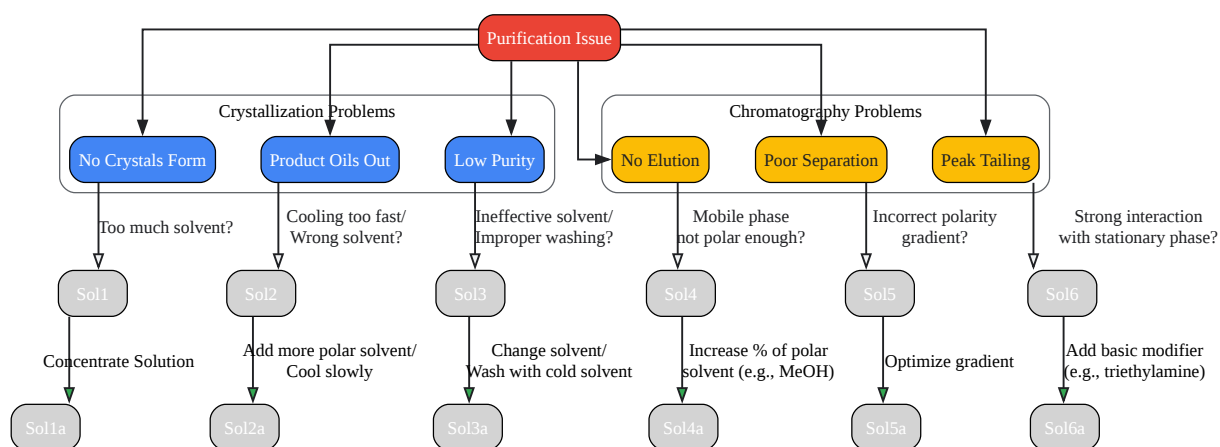 Purification Issue
Crystallization Problems
Chromatography Problems
No Crystals Form
Product Oils Out
Low Purity
No Elution
Poor Separation
Peak Tailing
Too much solvent?
Cooling too fast/
Wrong solvent?
Ineffective solvent/
Improper washing?
Mobile phase
not polar enough?
Incorrect polarity
gradient?
Strong interaction
with stationary phase?
Sol1
Sol2
Sol3
Sol4
Sol5
Sol6
Concentrate Solution
Add more polar solvent/
Cool slowly
Change solvent/
Wash with cold solvent
Increase % of polar
solvent (e.g., MeOH)
Optimize gradient
Add basic modifier
(e.g., triethylamine)
Sol1a
Sol2a
Sol3a
Sol4a
Sol5a
Sol6a